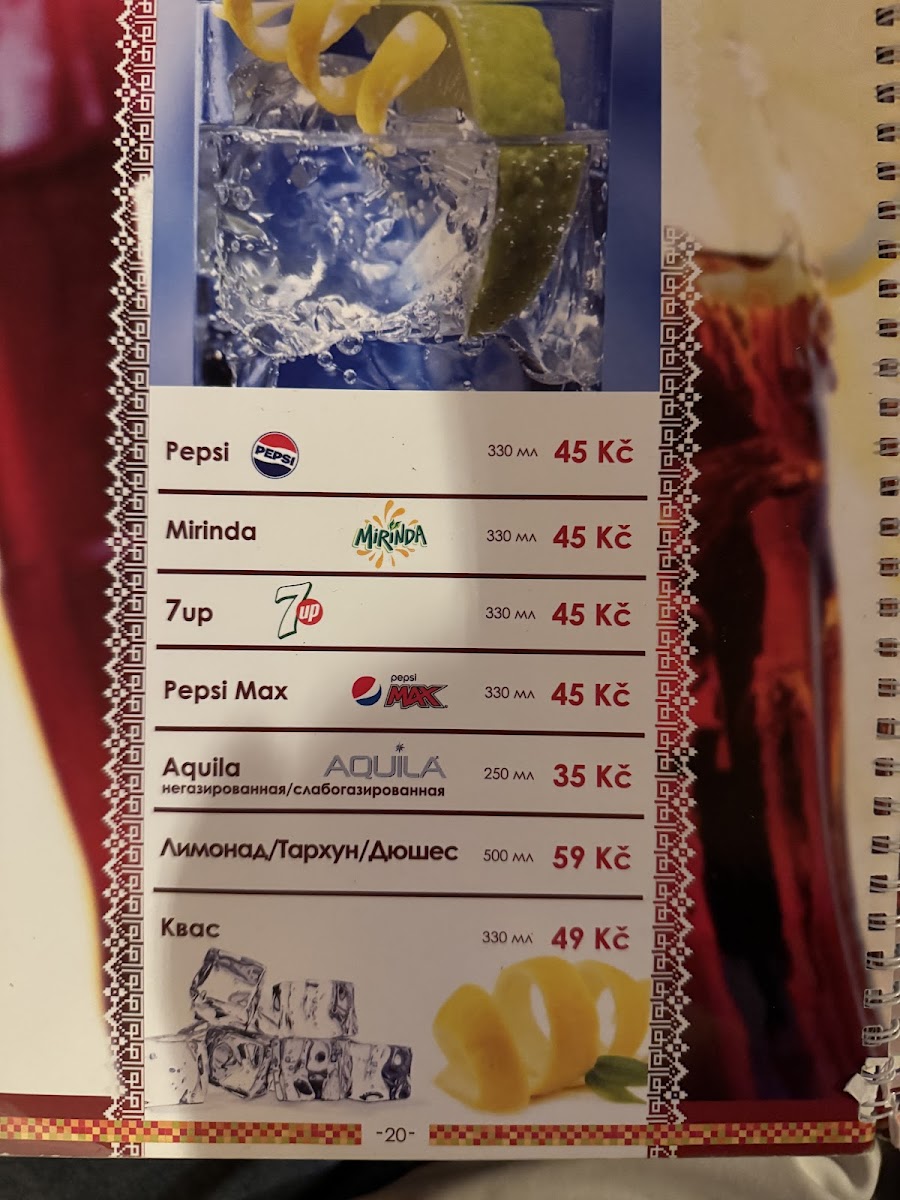 Pepsi PEPSI 330 мл 45 Kč
Mirinda MiRiNDA 330 мл 45 Kč
7up 7up 330 мл 45 Kč
Pepsi Max pepsi MAX 330 мл 45 Kč
Aquila AQUILA 250 мл 35 Kč
негазированная/слабогазированная
Лимонад/Тархун/Дюшес 500 мл 59 Kč
Квас 330 мл 49 Kč
-20-